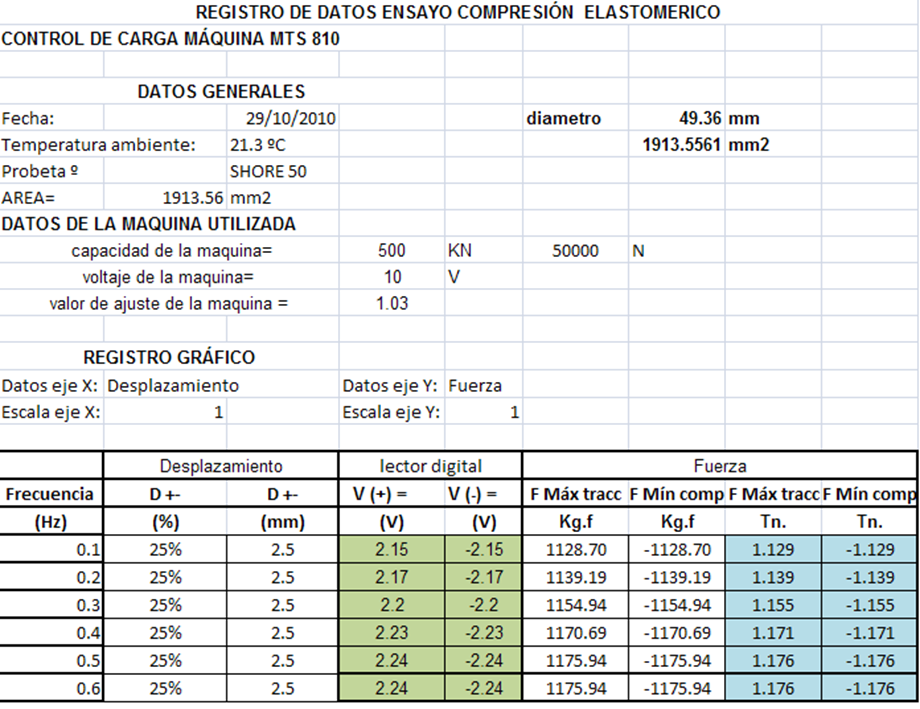 REGISTRO DE DATOS ENSAYO COMPRESIÓN ELASTOMERICO
CONTROL DE CARGA MÁQUINA MTS 810
DATOS GENERALES
Fecha: 29/10/2010 diametro 49.36 mm
Temperatura ambiente: 21.3 ºC 1913.5561 mm2
Probeta º SHORE 50
AREA= 1913.56 mm2
DATOS DE LA MAQUINA UTILIZADA
capacidad de la maquina= 500 KN 50000 N
voltaje de la maquina= 10 V
valor de ajuste de la maquina = 1.03
REGISTRO GRÁFICO
Datos eje X: Desplazamiento Datos eje Y: Fuerza
Escala eje X: 1 Escala eje Y: 1
Desplazamiento lector digital Fuerza
Frecuencia D +- D +- V (+) = V (-) = F Máx tracc F Mín comp F Máx tracc F Mín comp
(Hz) (%) (mm) (V) (V) Kg.f Kg.f Tn. Tn.
0.1 25% 2.5 2.15 -2.15 1128.70 -1128.70 1.129 -1.129
0.2 25% 2.5 2.17 -2.17 1139.19 -1139.19 1.139 -1.139
0.3 25% 2.5 2.2 -2.2 1154.94 -1154.94 1.155 -1.155
0.4 25% 2.5 2.23 -2.23 1170.69 -1170.69 1.171 -1.171
0.5 25% 2.5 2.24 -2.24 1175.94 -1175.94 1.176 -1.176
0.6 25% 2.5 2.24 -2.24 1175.94 -1175.94 1.176 -1.176